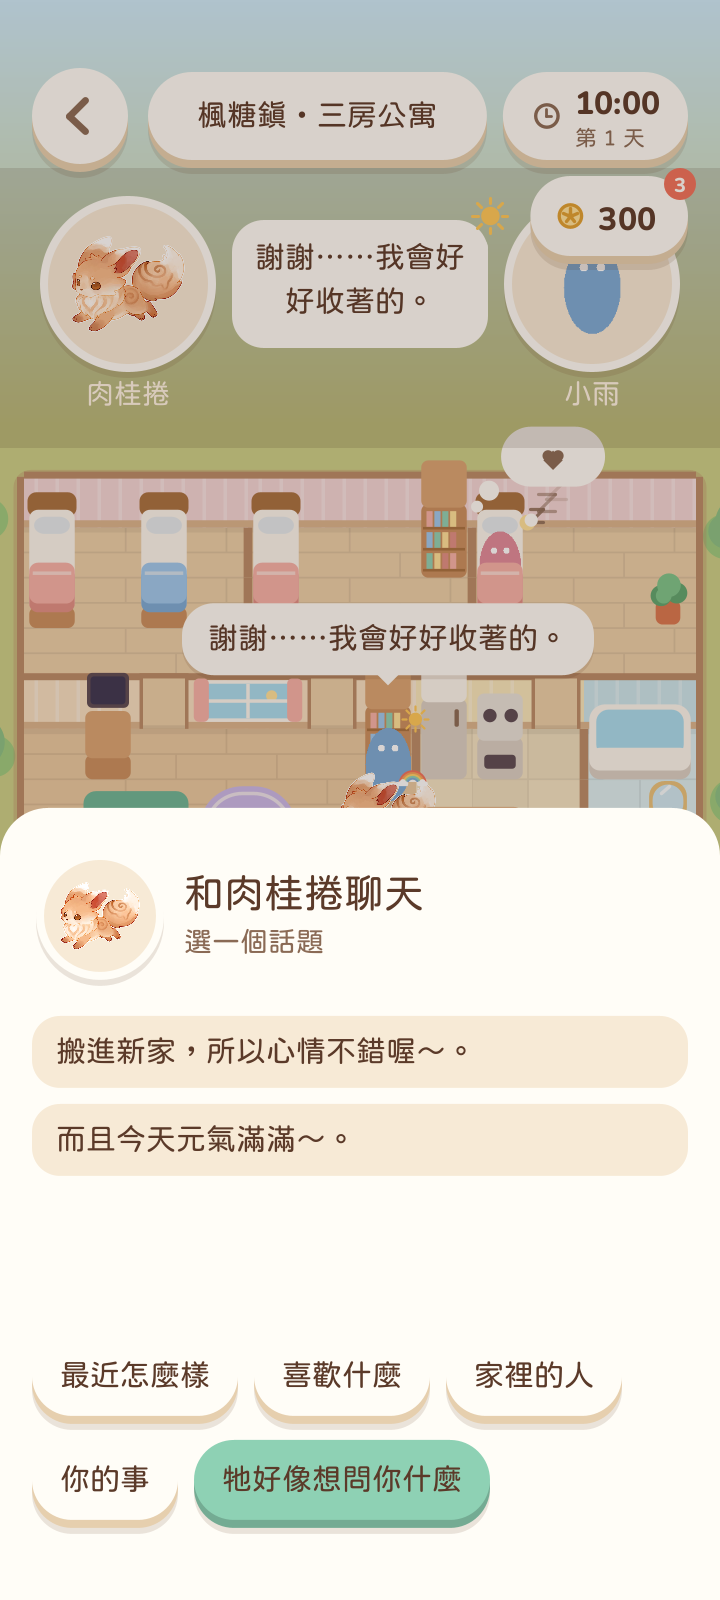 楓糖鎮・三房公寓
10:00
第 1 天
3
300
謝謝⋯⋯我會好
好收著的。
肉桂捲
小雨
謝謝⋯⋯我會好好收著的。
和肉桂捲聊天
選一個話題
搬進新家，所以心情不錯喔～。
而且今天元氣滿滿～。
最近怎麼樣
喜歡什麼
家裡的人
你的事
牠好像想問你什麼